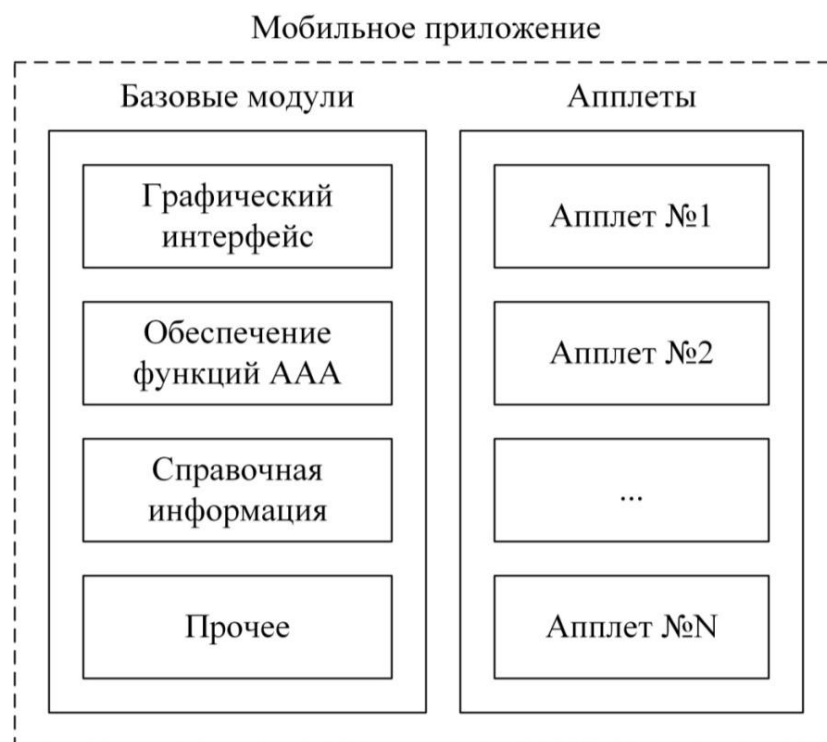 Мобильное приложение
Базовые модули
Графический
интерфейс
Обеспечение
функций ААА
Справочная
информация
Прочее
Апплеты
Апплет №1
Апплет №2
...
Апплет №N